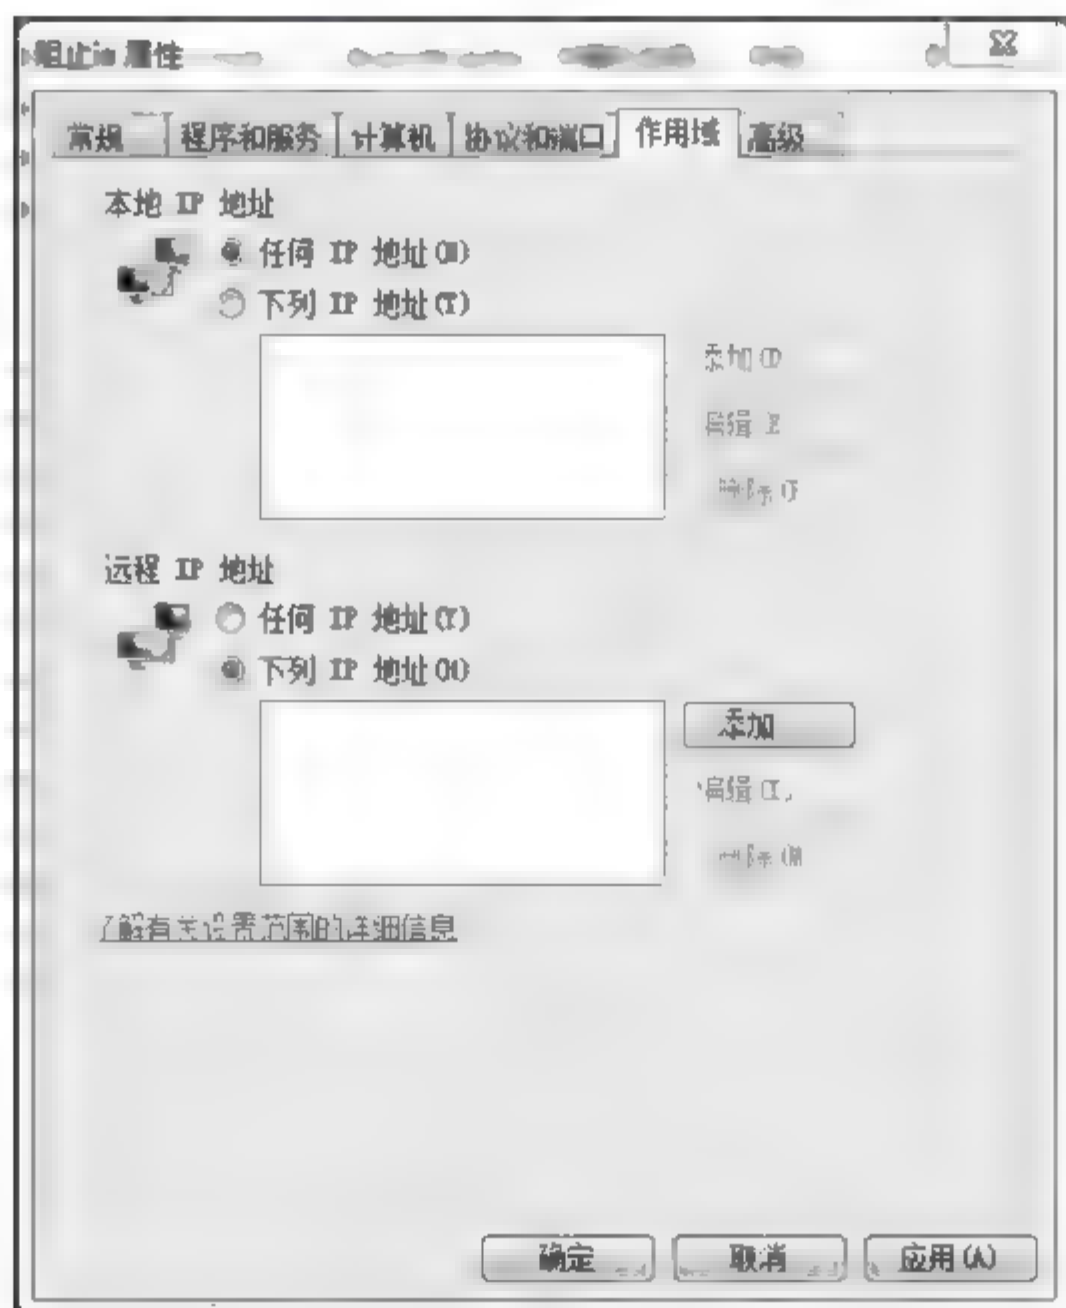 阻止in 属性
常规 程序和服务 计算机 协议和端口 作用域 高级
本地 IP 地址
任何 IP 地址(N)
下列 IP 地址(T)
添加
编辑
远程 IP 地址
任何 IP 地址(Y)
下列 IP 地址(H)
添加
编辑
了解有关设置范围的详细信息
确定 取消 应用(A)